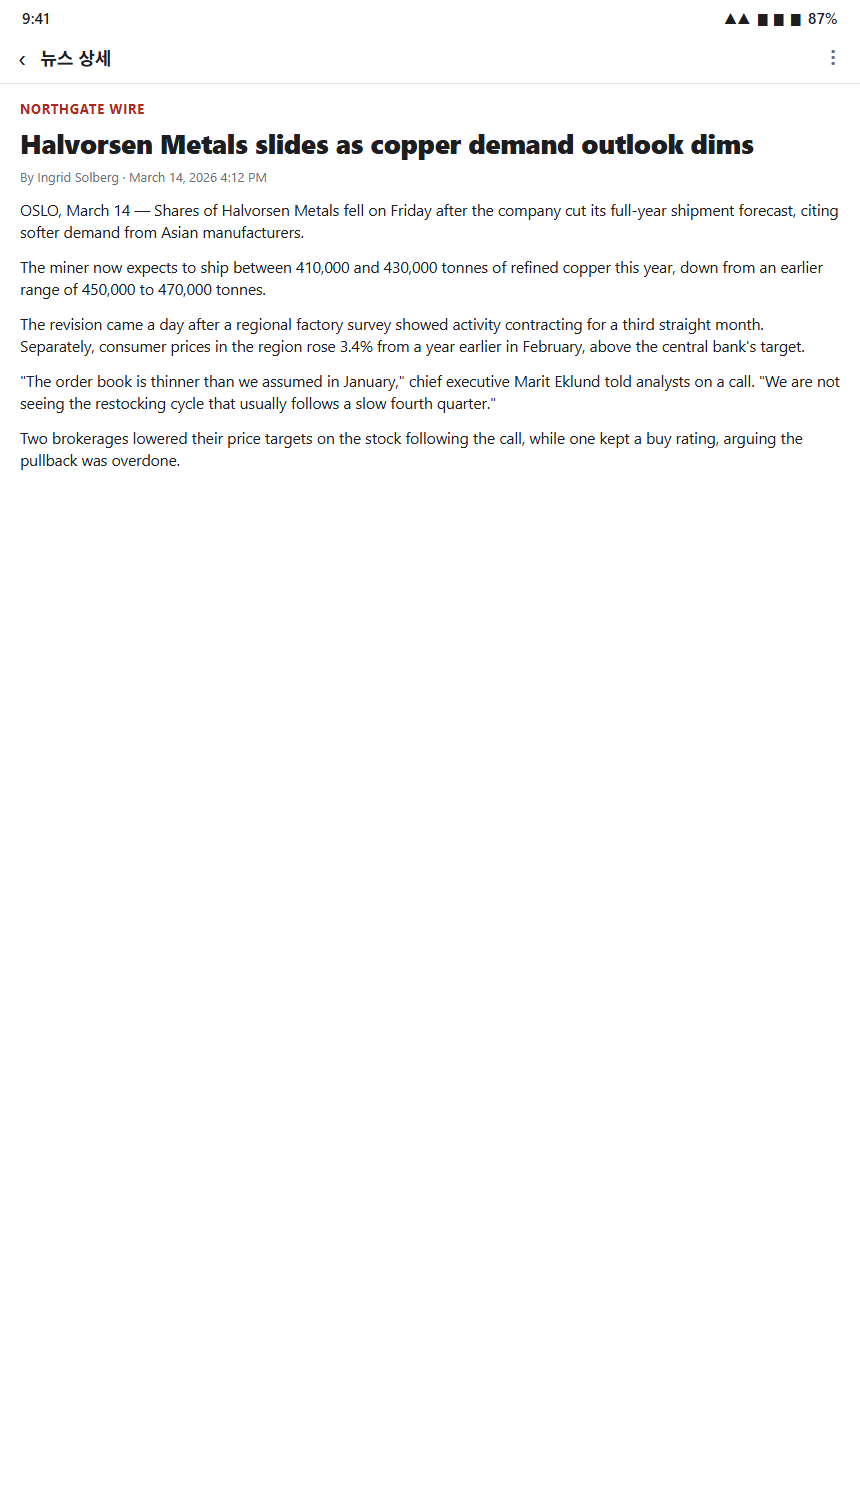 9:41
87%
뉴스 상세
NORTHGATE WIRE
Halvorsen Metals slides as copper demand outlook dims
By Ingrid Solberg · March 14, 2026 4:12 PM
OSLO, March 14 — Shares of Halvorsen Metals fell on Friday after the company cut its full-year shipment forecast, citing
softer demand from Asian manufacturers.
The miner now expects to ship between 410,000 and 430,000 tonnes of refined copper this year, down from an earlier
range of 450,000 to 470,000 tonnes.
The revision came a day after a regional factory survey showed activity contracting for a third straight month.
Separately, consumer prices in the region rose 3.4% from a year earlier in February, above the central bank's target.
"The order book is thinner than we assumed in January," chief executive Marit Eklund told analysts on a call. "We are not
seeing the restocking cycle that usually follows a slow fourth quarter."
Two brokerages lowered their price targets on the stock following the call, while one kept a buy rating, arguing the
pullback was overdone.